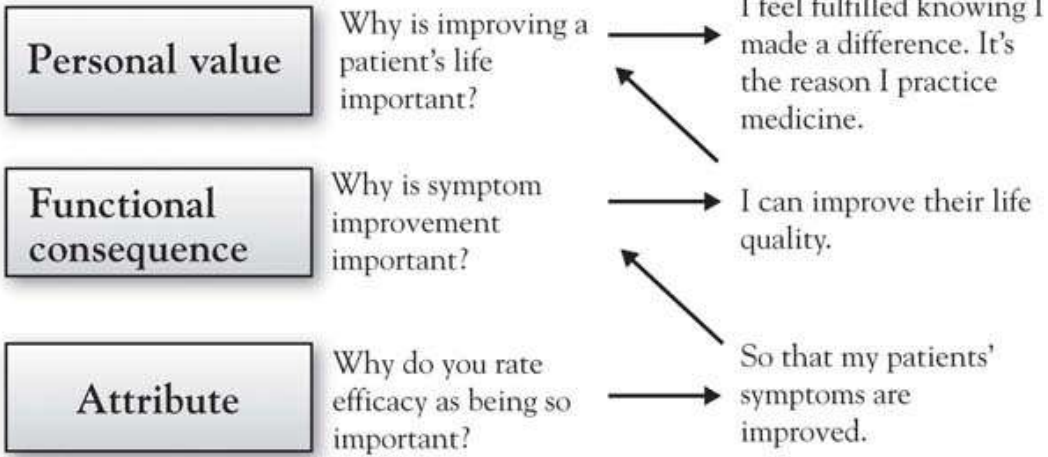 Personal value
Why is improving a
patient's life
important?
I feel fulfilled knowing I
made a difference. It's
the reason I practice
medicine.
Functional
consequence
Why is symptom
improvement
important?
I can improve their life
quality.
Attribute
Why do you rate
efficacy as being so
important?
So that my patients'
symptoms are
improved.